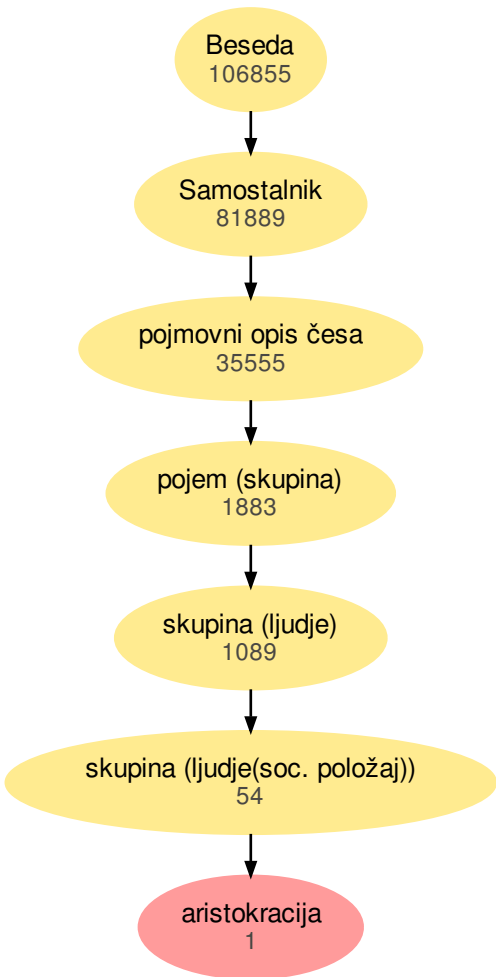 Beseda
106855
Samostalnik
81889
pojmovni opis česa
35555
pojem (skupina)
1883
skupina (ljudje)
1089
skupina (ljudje(soc. položaj))
54
aristokracija
1